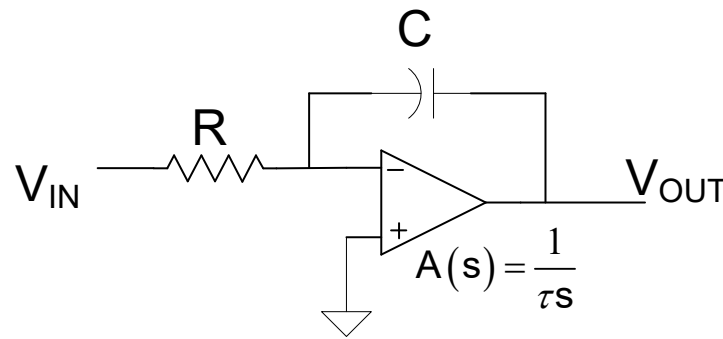 C
R
V_IN
−
+
V_OUT
A(s) = 1/τs